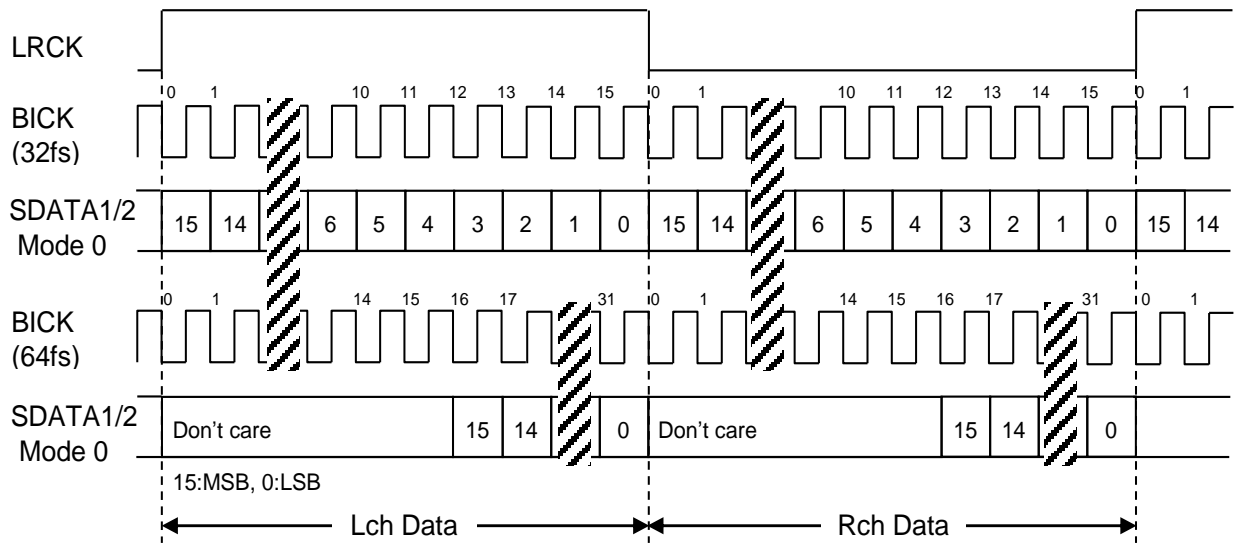 LRCK
0 1 10 11 12 13 14 15 0 1 10 11 12 13 14 15 0 1
BICK
(32fs)
SDATA1/2
Mode 0
15 14 6 5 4 3 2 1 0 15 14 6 5 4 3 2 1 0 15 14
0 1 14 15 16 17 31 0 1 14 15 16 17 31 0 1
BICK
(64fs)
SDATA1/2
Mode 0
Don't care 15 14 0 Don't care 15 14 0
15:MSB, 0:LSB
Lch Data Rch Data